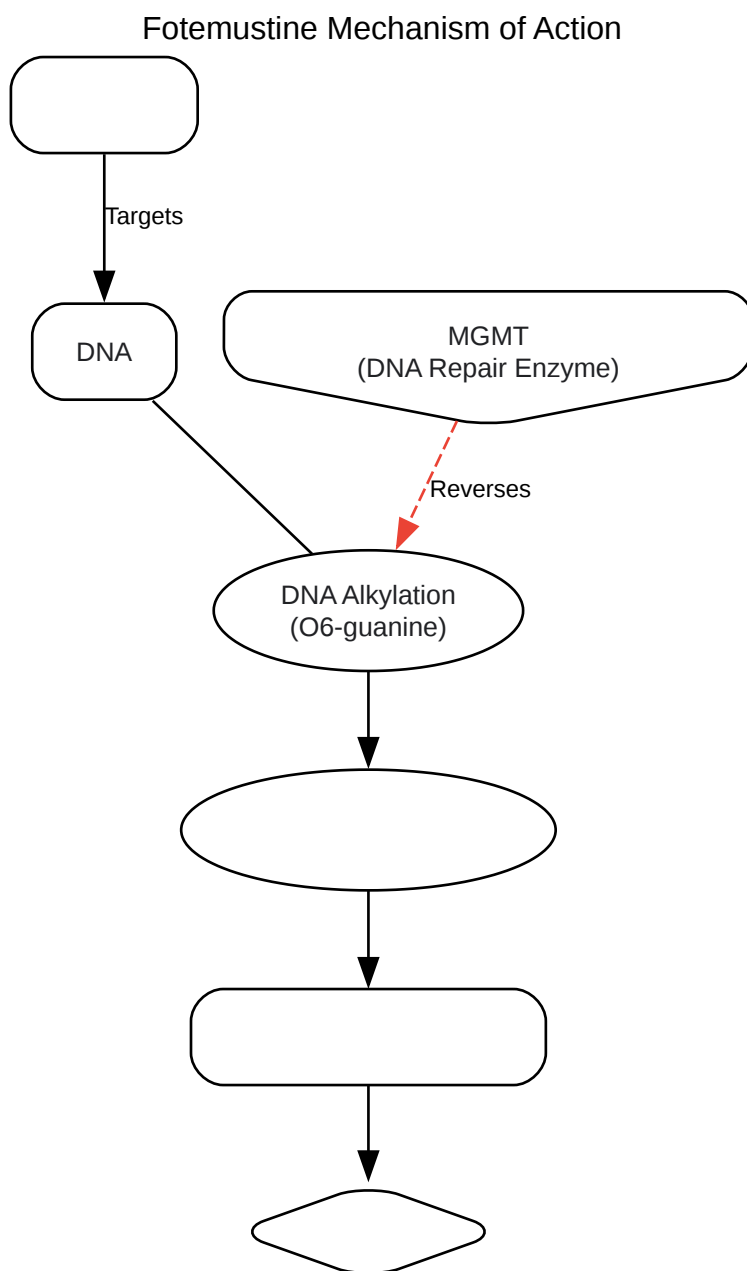 Fotemustine Mechanism of Action
Targets
DNA
MGMT
(DNA Repair Enzyme)
Reverses
DNA Alkylation
(O6-guanine)